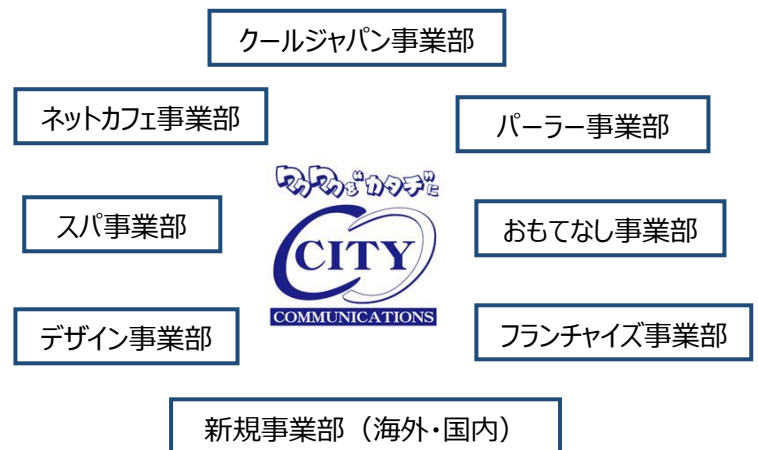 クールジャパン事業部
ネットカフェ事業部
パーラー事業部
ワクワクを"カタチ"に
スパ事業部
おもてなし事業部
CITY
COMMUNICATIONS
デザイン事業部
フランチャイズ事業部
新規事業部（海外・国内）